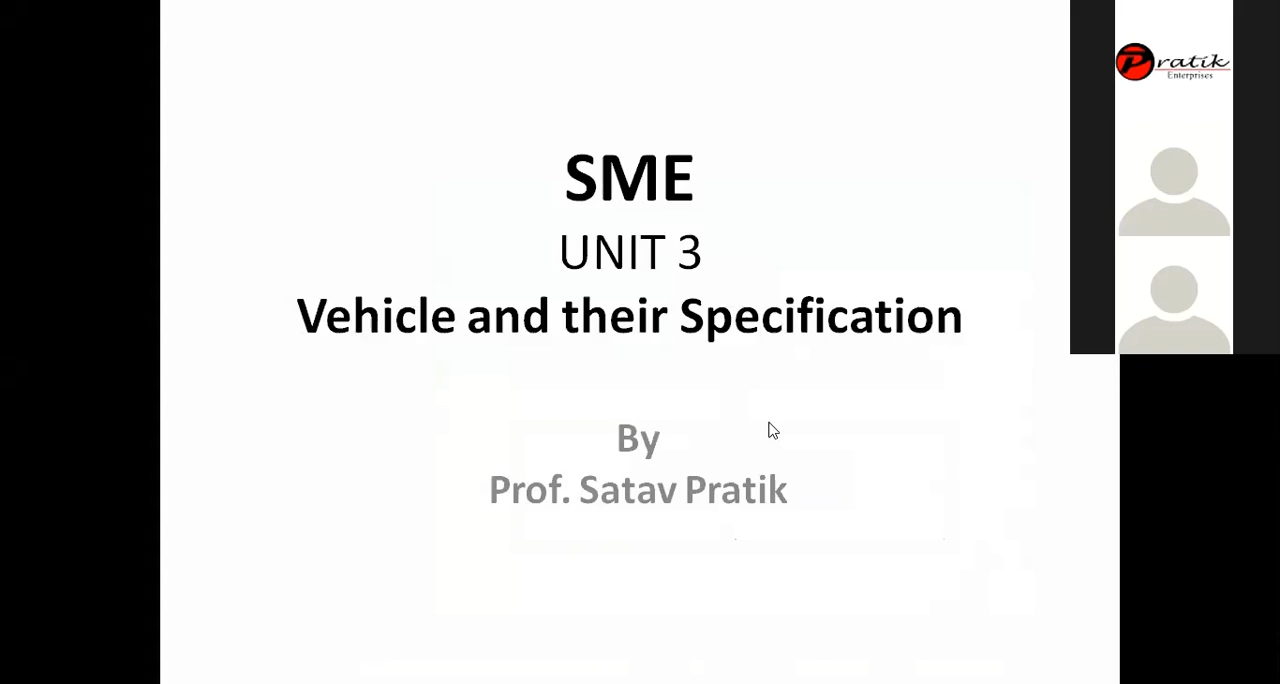 SME
UNIT 3
Vehicle and their Specification
By
Prof. Satav Pratik
Pratik
Enterprises